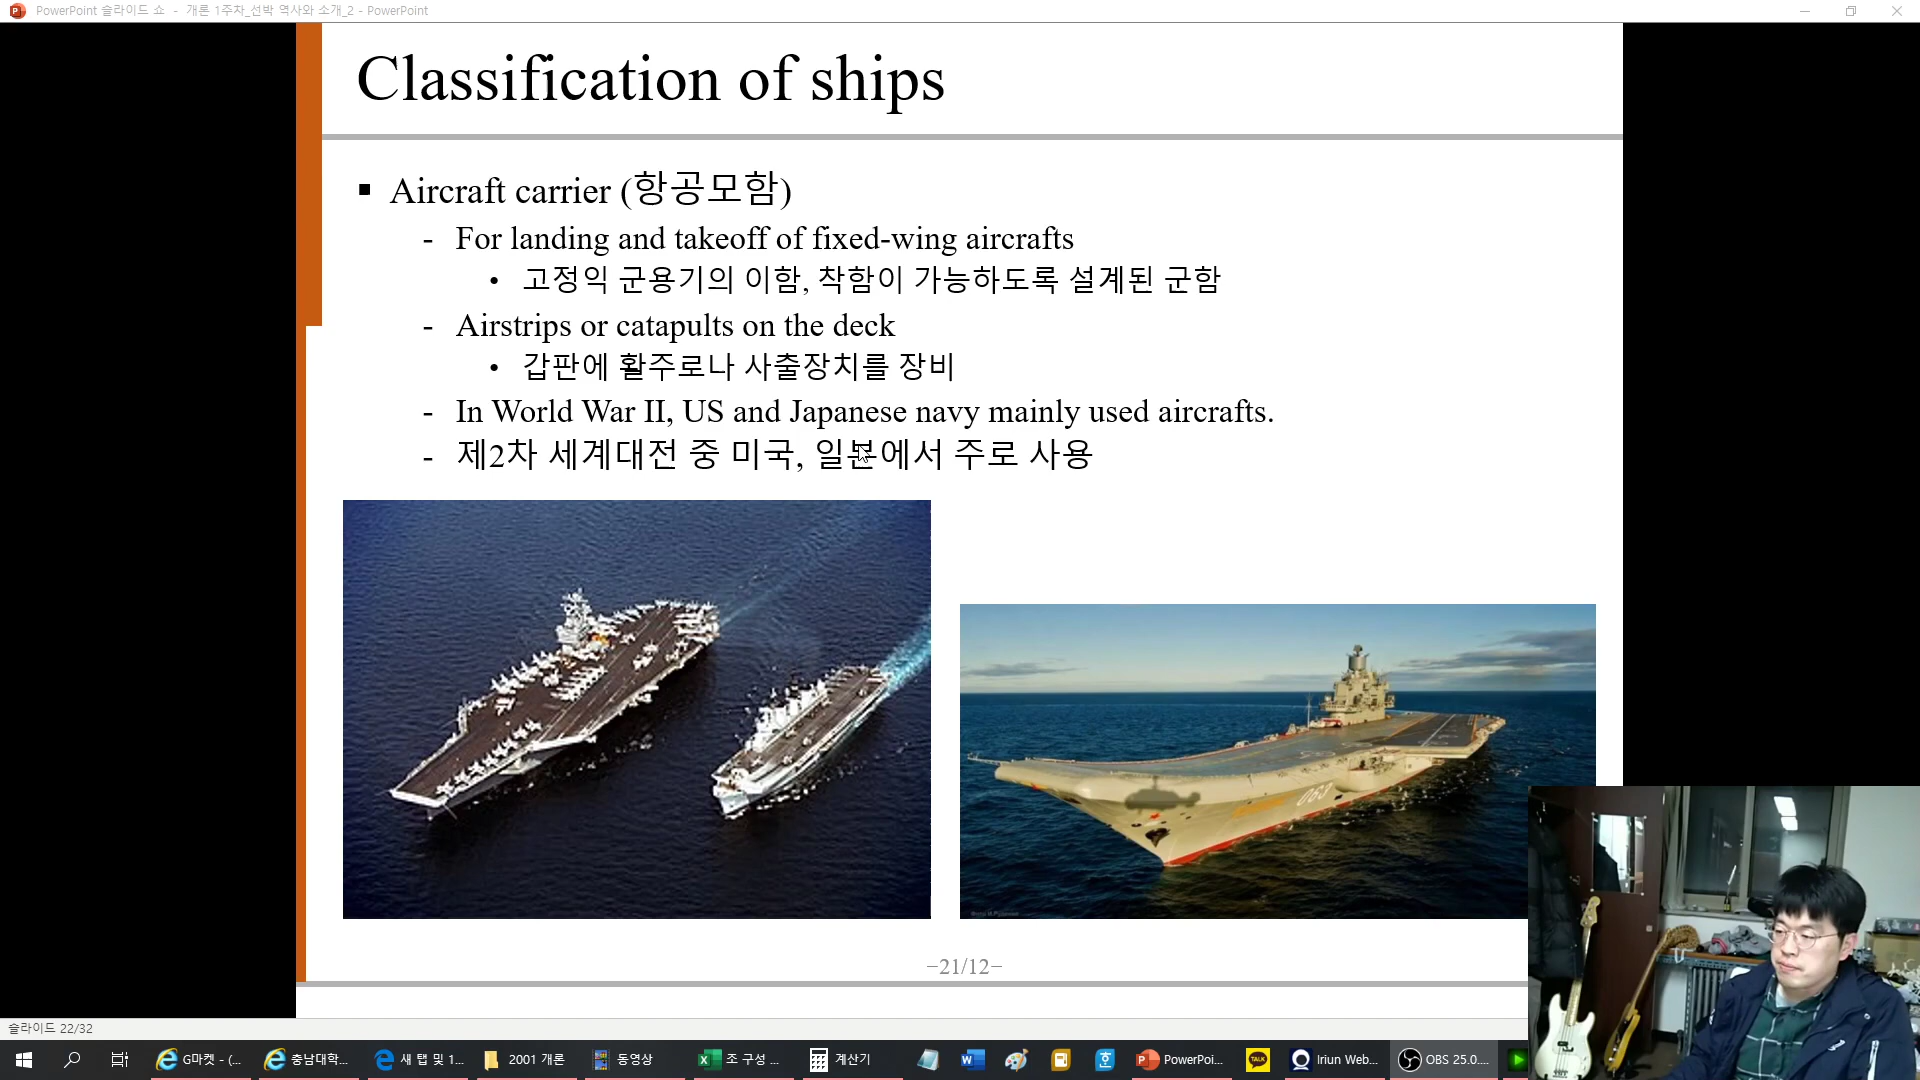 PowerPoint 슬라이드 쇼 - 개론 1주차_선박 역사와 소개_2 - PowerPoint
Classification of ships
▪ Aircraft carrier (항공모함)
- For landing and takeoff of fixed-wing aircrafts
• 고정익 군용기의 이함, 착함이 가능하도록 설계된 군함
- Airstrips or catapults on the deck
• 갑판에 활주로나 사출장치를 장비
- In World War II, US and Japanese navy mainly used aircrafts.
- 제2차 세계대전 중 미국, 일본에서 주로 사용
063
−21/12−
슬라이드 22/32
G마켓 - (...
충남대학...
새 탭 및 1...
2001 개론
동영상
조 구성 ...
계산기
PowerPoi...
TALK
Iriun Web...
OBS 25.0....